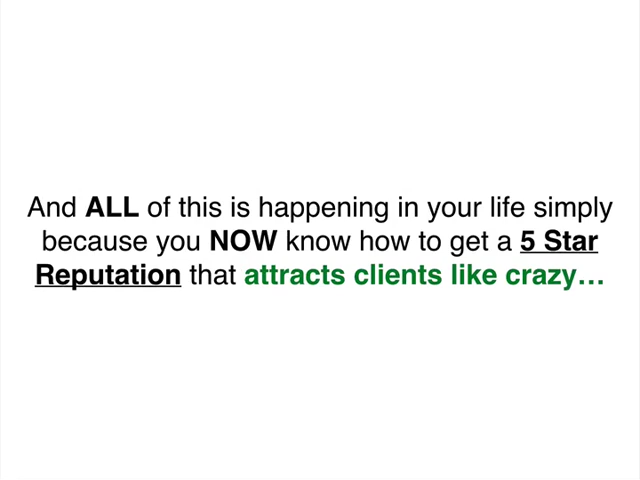 And ALL of this is happening in your life simply
because you NOW know how to get a 5 Star
Reputation that attracts clients like crazy…